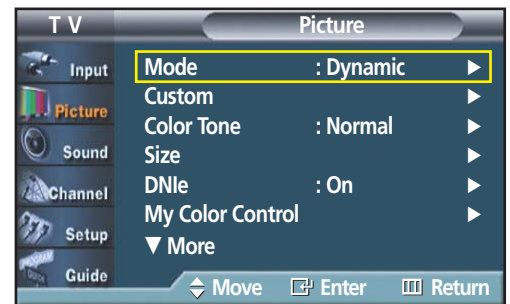 T V
Picture
Input
Picture
Sound
Channel
Setup
Guide
Mode : Dynamic ▶
Custom ▶
Color Tone : Normal ▶
Size ▶
DNIe : On ▶
My Color Control ▶
▼ More
Move Enter Return